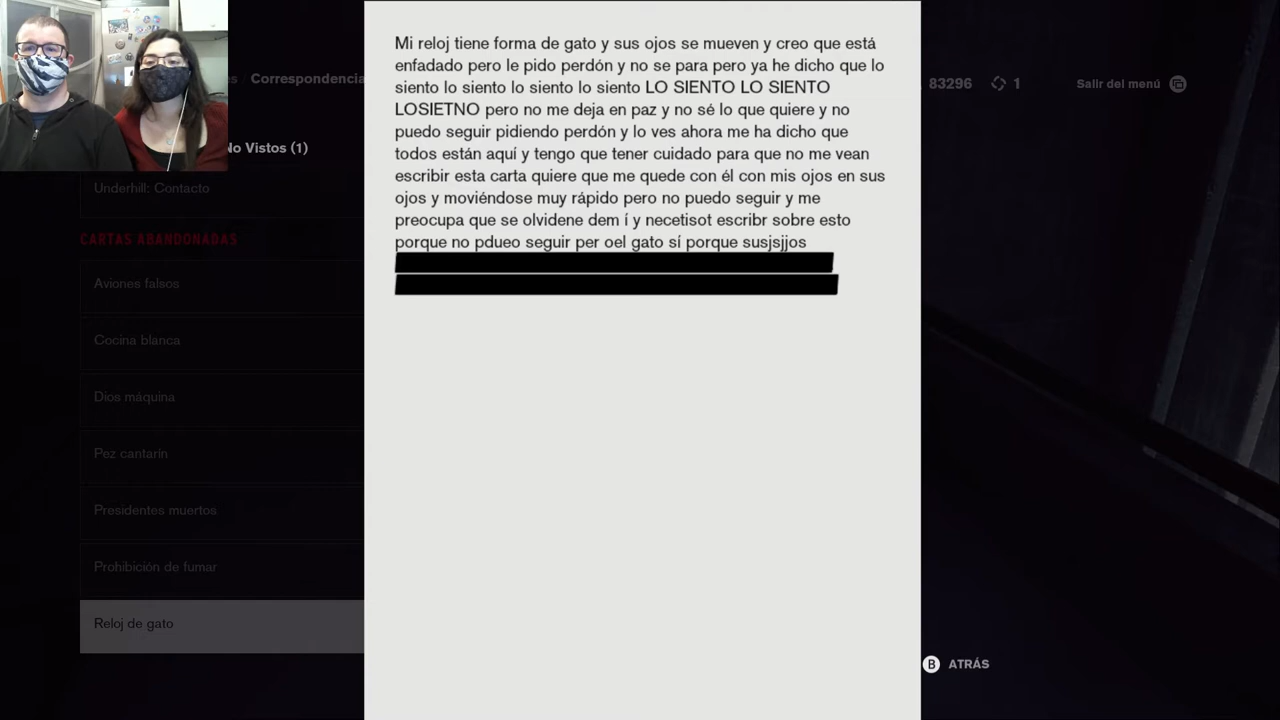 s / Correspondencia
83296
1
Salir del menú
No Vistos (1)
Underhill: Contacto
CARTAS ABANDONADAS
Aviones falsos
Cocina blanca
Dios máquina
Pez cantarín
Presidentes muertos
Prohibición de fumar
Reloj de gato
Mi reloj tiene forma de gato y sus ojos se mueven y creo que está
enfadado pero le pido perdón y no se para pero ya he dicho que lo
siento lo siento lo siento lo siento LO SIENTO LO SIENTO
LOSIETNO pero no me deja en paz y no sé lo que quiere y no
puedo seguir pidiendo perdón y lo ves ahora me ha dicho que
todos están aquí y tengo que tener cuidado para que no me vean
escribir esta carta quiere que me quede con él con mis ojos en sus
ojos y moviéndose muy rápido pero no puedo seguir y me
preocupa que se olvidene dem í y necetisot escribr sobre esto
porque no pdueo seguir per oel gato sí porque susjsjjos
B ATRÁS